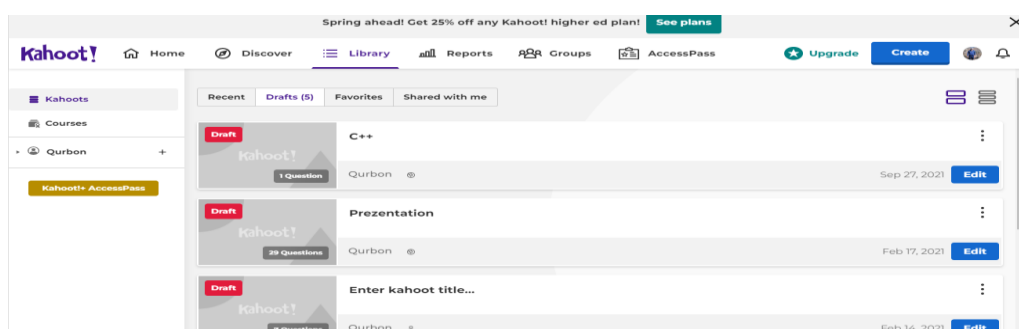 Spring ahead! Get 25% off any Kahoot! higher ed plan! See plans
Kahoot! Home Discover Library Reports Groups AccessPass Upgrade Create
Kahoots
Courses
Qurbon +
Kahoot!+ AccessPass
Recent Drafts (5) Favorites Shared with me
Draft
Kahoot!
1 Question
C++
Qurbon
Sep 27, 2021 Edit
Draft
Kahoot!
29 Questions
Prezentation
Qurbon
Feb 17, 2021 Edit
Draft
Kahoot!
Questions
Enter kahoot title...
Qurbon
Feb 14, 2021 Edit